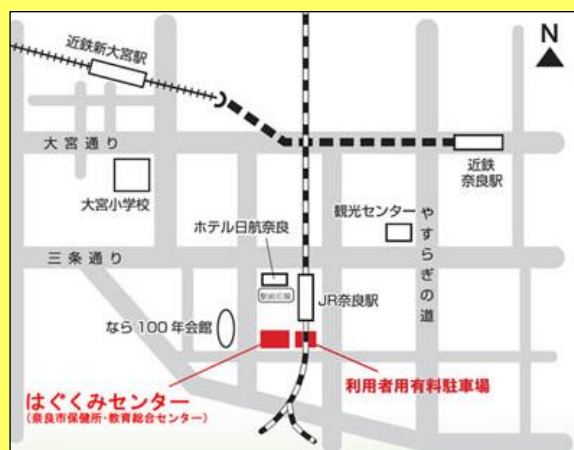 N
近鉄新大宮駅
大宮通り
近鉄
奈良駅
大宮小学校
観光センター
やすらぎの道
ホテル日航奈良
三条通り
JR奈良駅
なら100年会館
はぐくみセンター
(奈良市保健所・教育総合センター)
利用者用有料駐車場